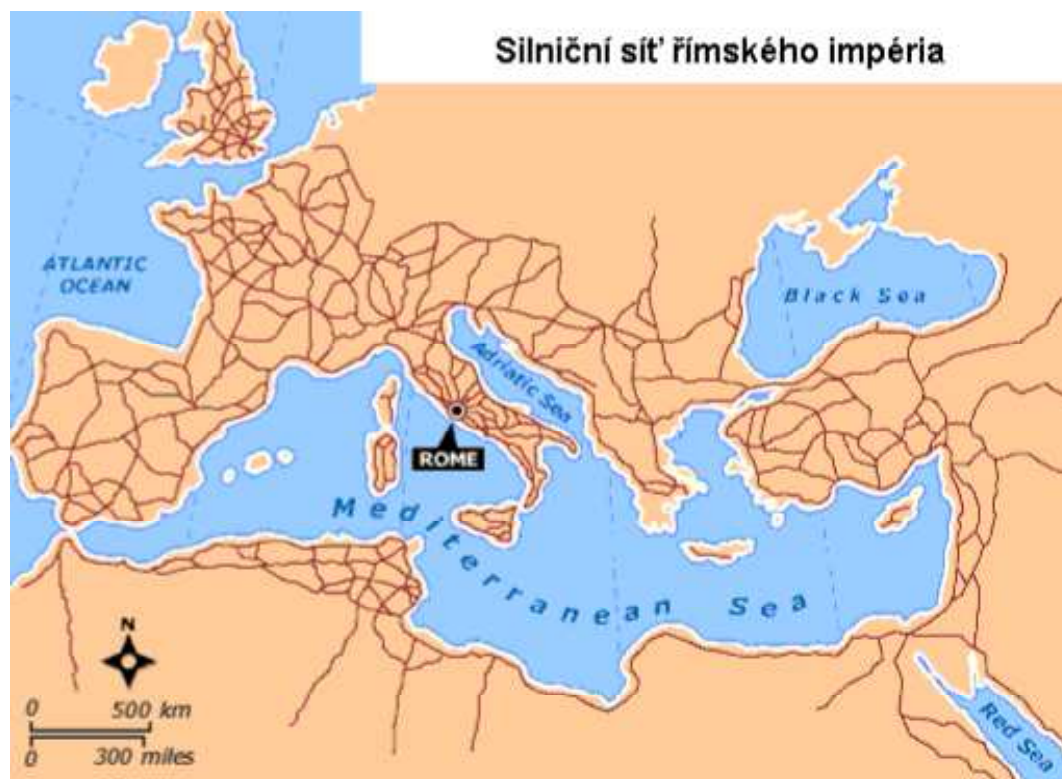 Silniční síť římského impéria
ATLANTIC
OCEAN
Black Sea
Adriatic Sea
ROME
Mediterranean Sea
Red Sea
N
0 500 km
0 300 miles